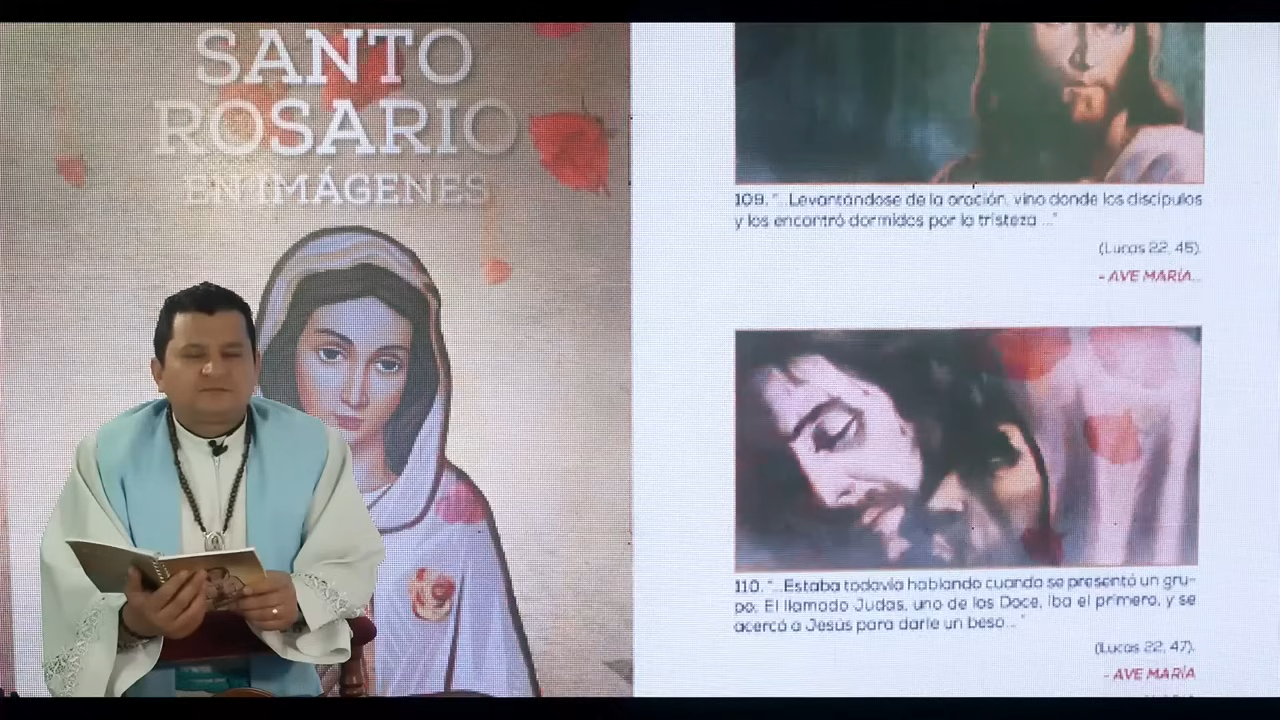 SANTO
ROSARIO
EN IMÁGENES
109. "...Levantándose de la oración, vino donde los discípulos
y los encontró dormidos por la tristeza ..."
(Lucas 22, 45).
- AVE MARÍA...
110. "...Estaba todavía hablando cuando se presentó un gru-
po. El llamado Judas, uno de los Doce, iba el primero, y se
acercó a Jesús para darle un beso... "
(Lucas 22, 47).
- AVE MARÍA